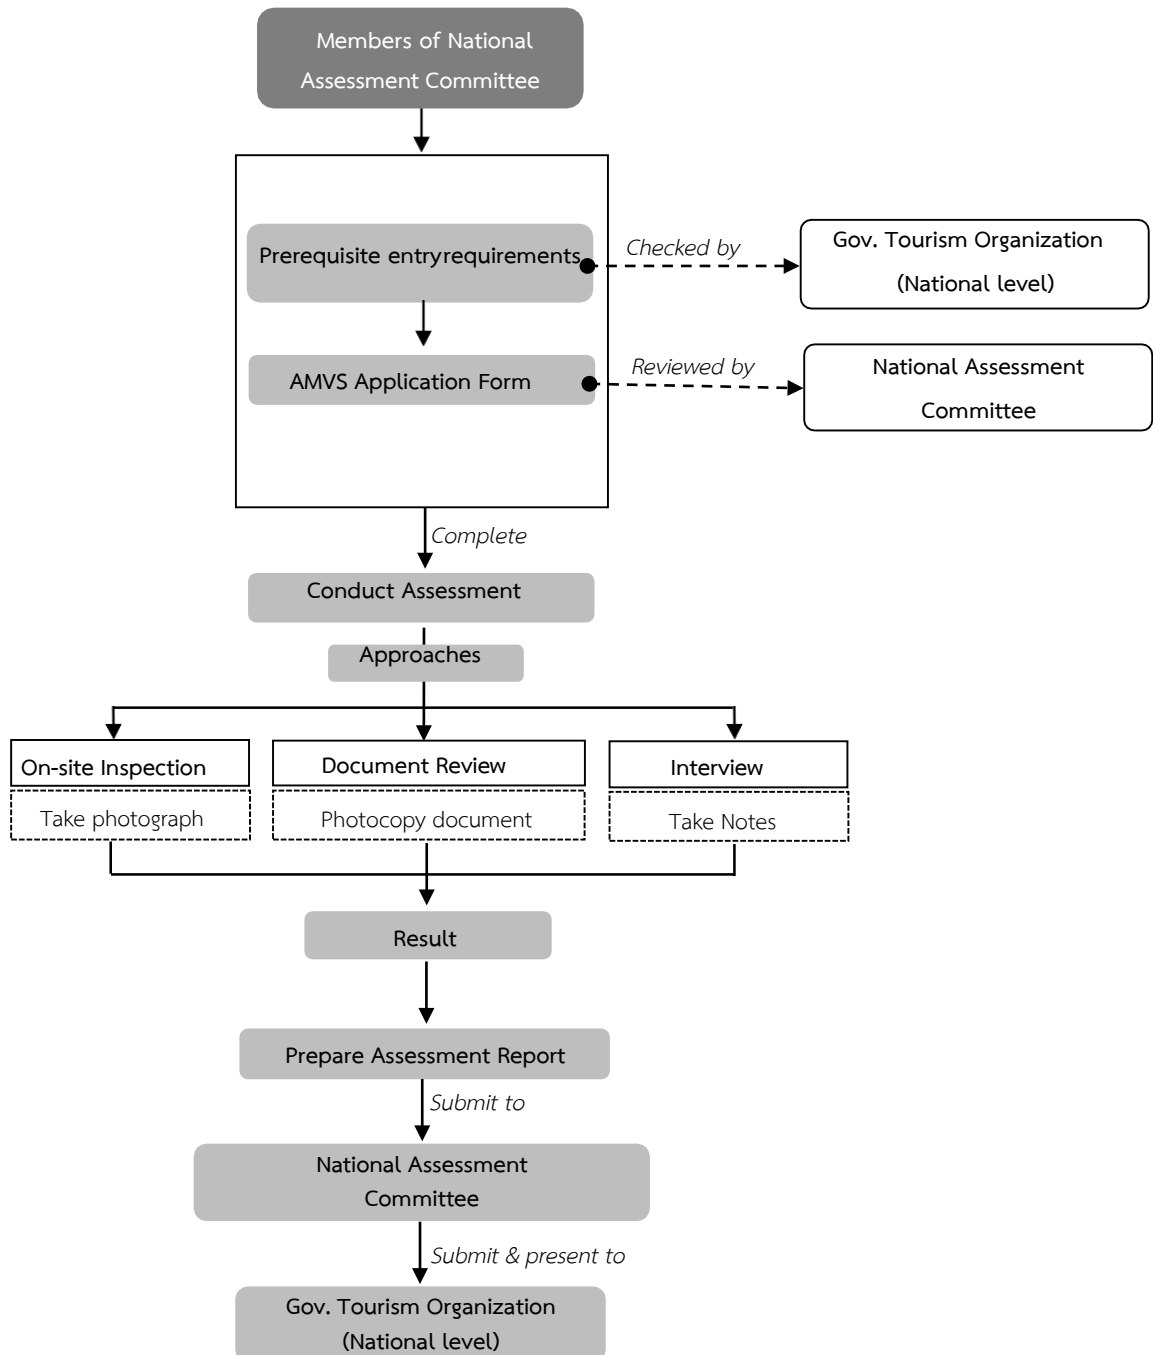 Members of National
Assessment Committee
Prerequisite entryrequirements
Checked by
Gov. Tourism Organization
(National level)
AMVS Application Form
Reviewed by
National Assessment
Committee
Complete
Conduct Assessment
Approaches
On-site Inspection
Document Review
Interview
Take photograph
Photocopy document
Take Notes
Result
Prepare Assessment Report
Submit to
National Assessment
Committee
Submit & present to
Gov. Tourism Organization
(National level)